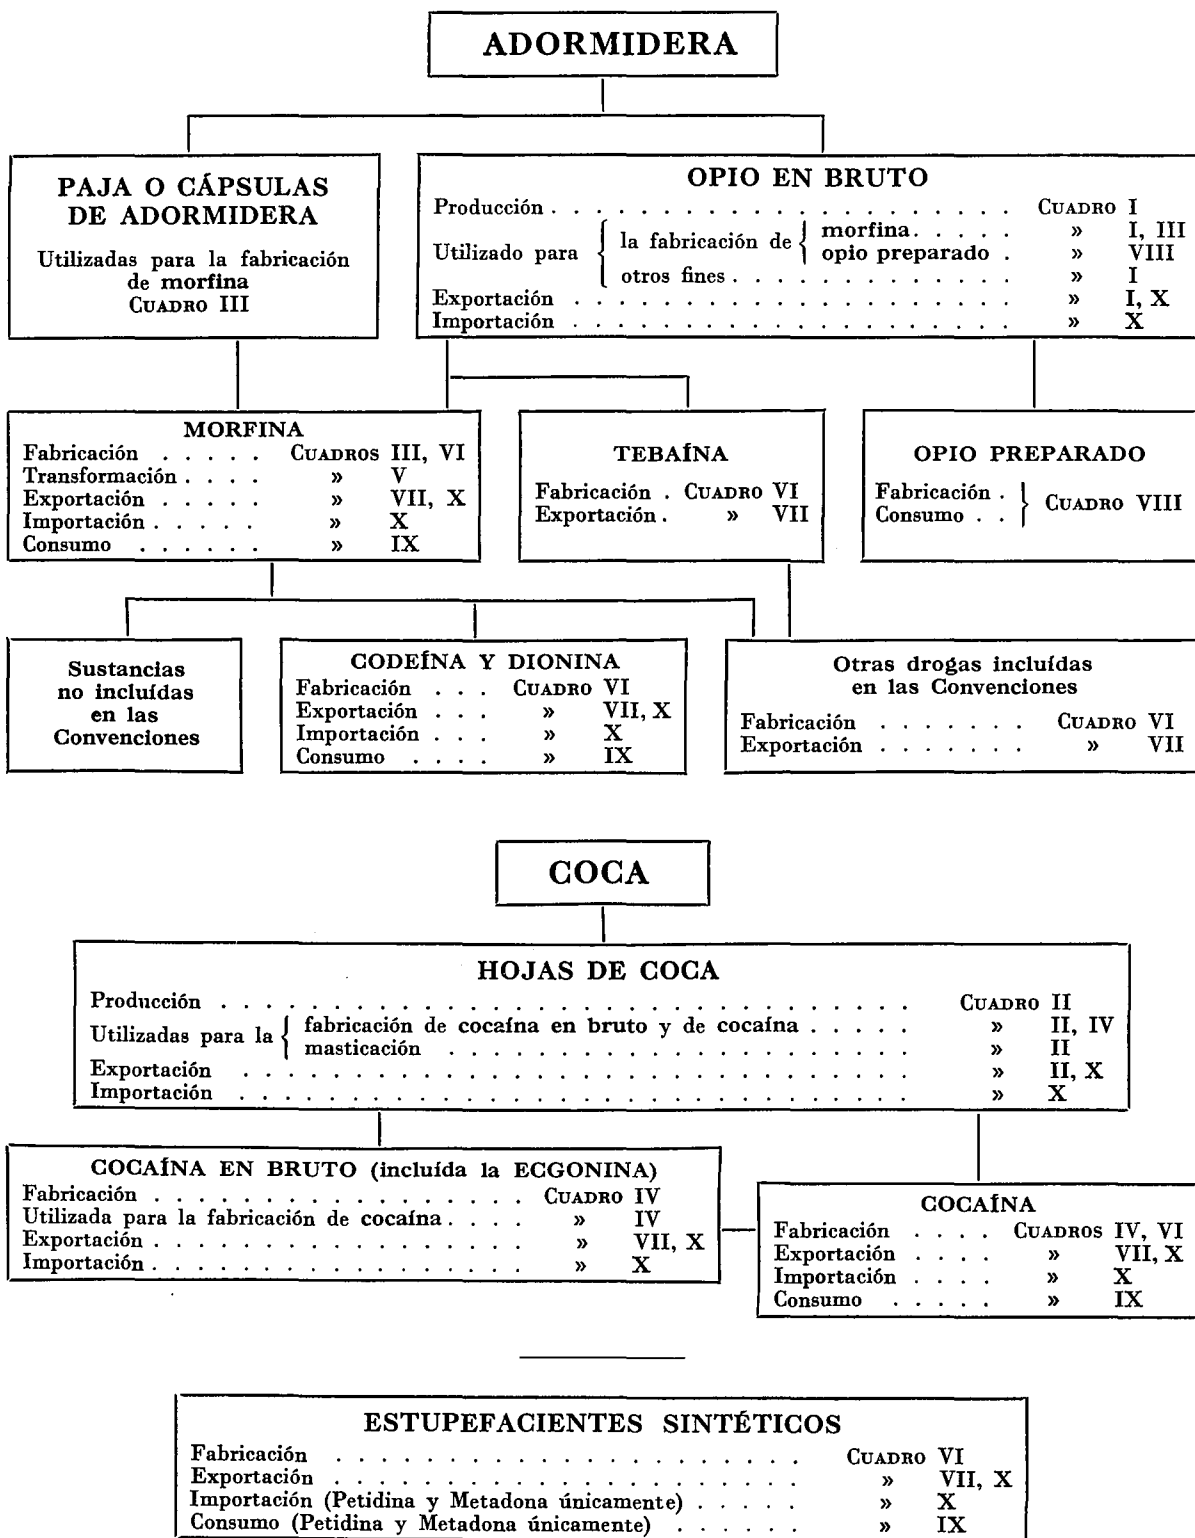 ADORMIDERA
PAJA O CÁPSULAS
DE ADORMIDERA
Utilizadas para la fabricación
de morfina
CUADRO III
OPIO EN BRUTO
Producción . . . . . . . . . . . . . . . . . . . . CUADRO I
Utilizado para { la fabricación de { morfina . . . . . » I, III
opio preparado . » VIII
otros fines . . . . . . . . . . . . . . » I
Exportación . . . . . . . . . . . . . . . . . . . » I, X
Importación . . . . . . . . . . . . . . . . . . . » X
MORFINA
Fabricación . . . . . CUADROS III, VI
Transformación . . . . » V
Exportación . . . . . » VII, X
Importación . . . . . » X
Consumo . . . . . . » IX
TEBAÍNA
Fabricación . CUADRO VI
Exportación . » VII
OPIO PREPARADO
Fabricación . } CUADRO VIII
Consumo . .
Sustancias
no incluídas
en las
Convenciones
CODEÍNA Y DIONINA
Fabricación . . . CUADRO VI
Exportación . . . » VII, X
Importación . . . » X
Consumo . . . . » IX
Otras drogas incluídas
en las Convenciones
Fabricación . . . . . . . CUADRO VI
Exportación . . . . . . . » VII
COCA
HOJAS DE COCA
Producción . . . . . . . . . . . . . . . . . . . . . . . . . . . . . CUADRO II
Utilizadas para la { fabricación de cocaína en bruto y de cocaína . . . . . » II, IV
masticación . . . . . . . . . . . . . . . . . . . . » II
Exportación . . . . . . . . . . . . . . . . . . . . . . . . . . » II, X
Importación . . . . . . . . . . . . . . . . . . . . . . . . . . . . » X
COCAÍNA EN BRUTO (incluída la ECGONINA)
Fabricación . . . . . . . . . . . . . . . . CUADRO IV
Utilizada para la fabricación de cocaína . . . . » IV
Exportación . . . . . . . . . . . . . . . . » VII, X
Importación . . . . . . . . . . . . . . . . » X
COCAÍNA
Fabricación . . . . CUADROS IV, VI
Exportación . . . . » VII, X
Importación . . . . » X
Consumo . . . . . » IX
ESTUPEFACIENTES SINTÉTICOS
Fabricación . . . . . . . . . . . . . . . . . . . CUADRO VI
Exportación . . . . . . . . . . . . . . . . . . . . » VII, X
Importación (Petidina y Metadona únicamente) . . . . . » X
Consumo (Petidina y Metadona únicamente) . . . . . . » IX